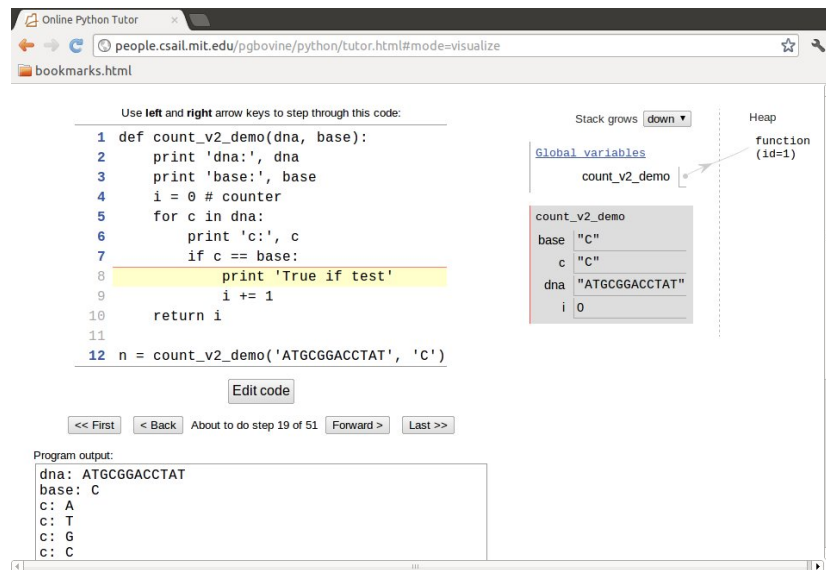 Online Python Tutor
people.csail.mit.edu/pgbovine/python/tutor.html#mode=visualize
bookmarks.html
Use left and right arrow keys to step through this code:
1 def count_v2_demo(dna, base):
2     print 'dna:', dna
3     print 'base:', base
4     i = 0 # counter
5     for c in dna:
6         print 'c:', c
7         if c == base:
8             print 'True if test'
9             i += 1
10     return i
11
12 n = count_v2_demo('ATGCGGACCTAT', 'C')
Edit code
<< First < Back About to do step 19 of 51 Forward > Last >>
Program output:
dna: ATGCGGACCTAT
base: C
c: A
c: T
c: G
c: C
Stack grows down
Global variables
count_v2_demo
count_v2_demo
base "C"
c "C"
dna "ATGCGGACCTAT"
i 0
Heap
function
(id=1)